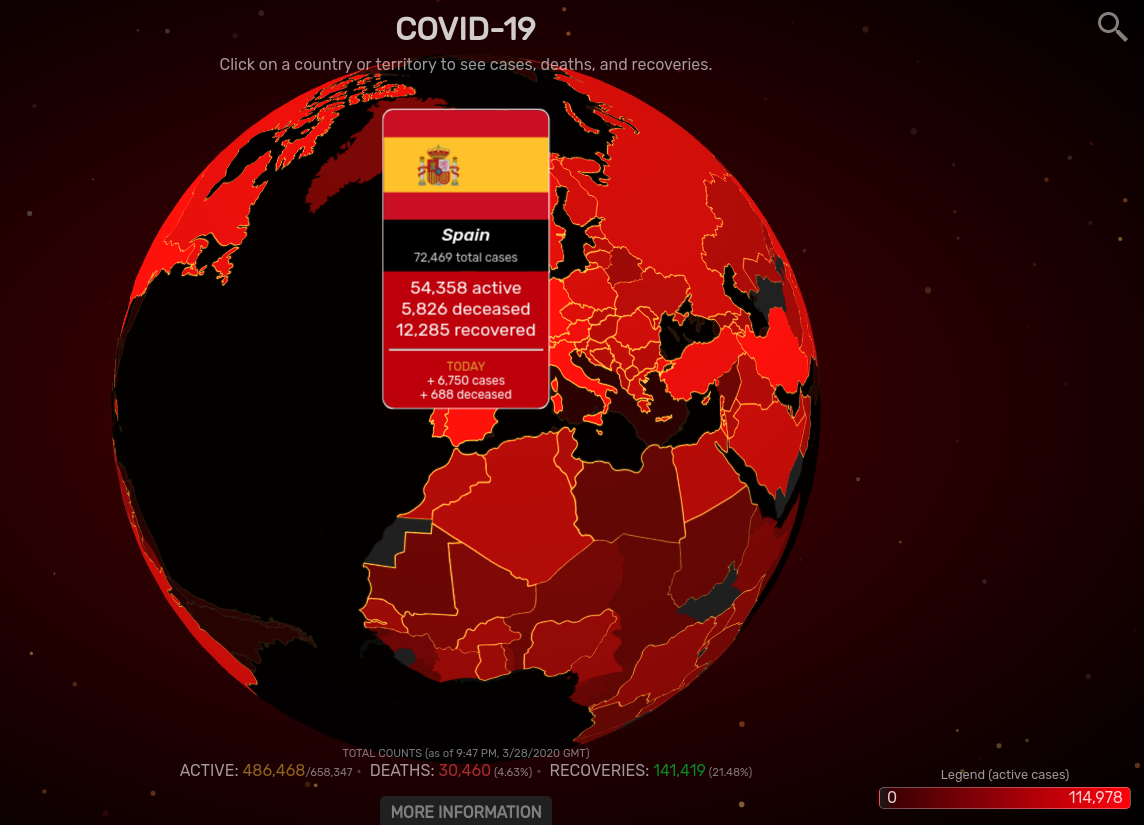 COVID-19
Click on a country or territory to see cases, deaths, and recoveries.
Spain
72,469 total cases
54,358 active
5,826 deceased
12,285 recovered
TODAY
+ 6,750 cases
+ 688 deceased
TOTAL COUNTS (as of 9:47 PM, 3/28/2020 GMT)
ACTIVE: 486,468/658,347 • DEATHS: 30,460 (4.63%) • RECOVERIES: 141,419 (21.48%)
MORE INFORMATION
Legend (active cases)
0 114,978